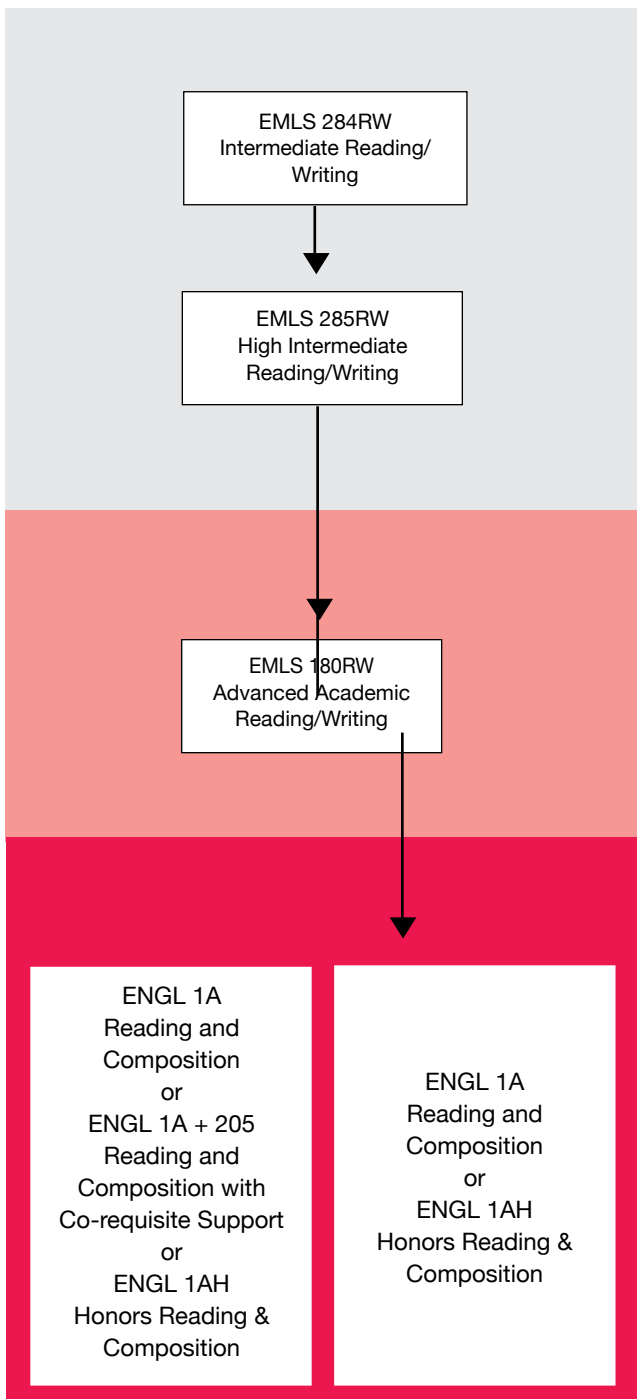 EMLS 284RW
Intermediate Reading/
Writing
EMLS 285RW
High Intermediate
Reading/Writing
EMLS 180RW
Advanced Academic
Reading/Writing
ENGL 1A
Reading and
Composition
or
ENGL 1A + 205
Reading and
Composition with
Co-requisite Support
or
ENGL 1AH
Honors Reading &
Composition
ENGL 1A
Reading and
Composition
or
ENGL 1AH
Honors Reading &
Composition